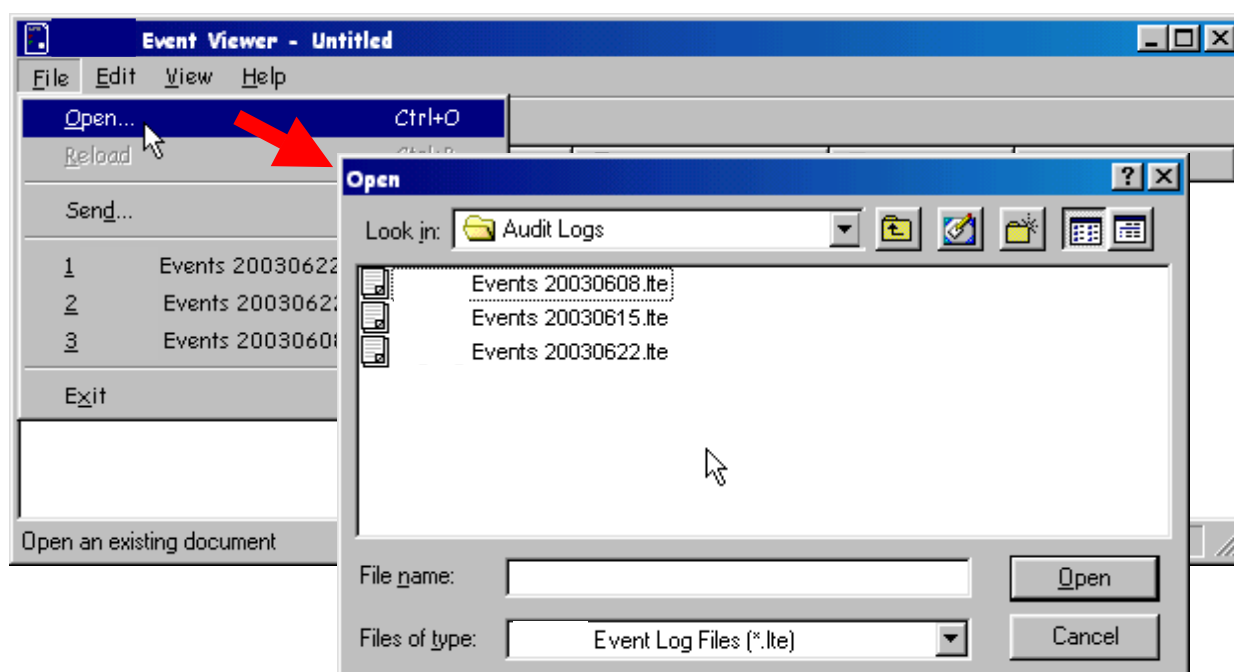 Event Viewer - Untitled
File Edit View Help
Open... Ctrl+O
Reload
Send...
1 Events 20030622
2 Events 20030622
3 Events 20030608
Exit
Open an existing document
Open
Look in: Audit Logs
Events 20030608.lte
Events 20030615.lte
Events 20030622.lte
File name:
Open
Files of type: Event Log Files (*.lte)
Cancel